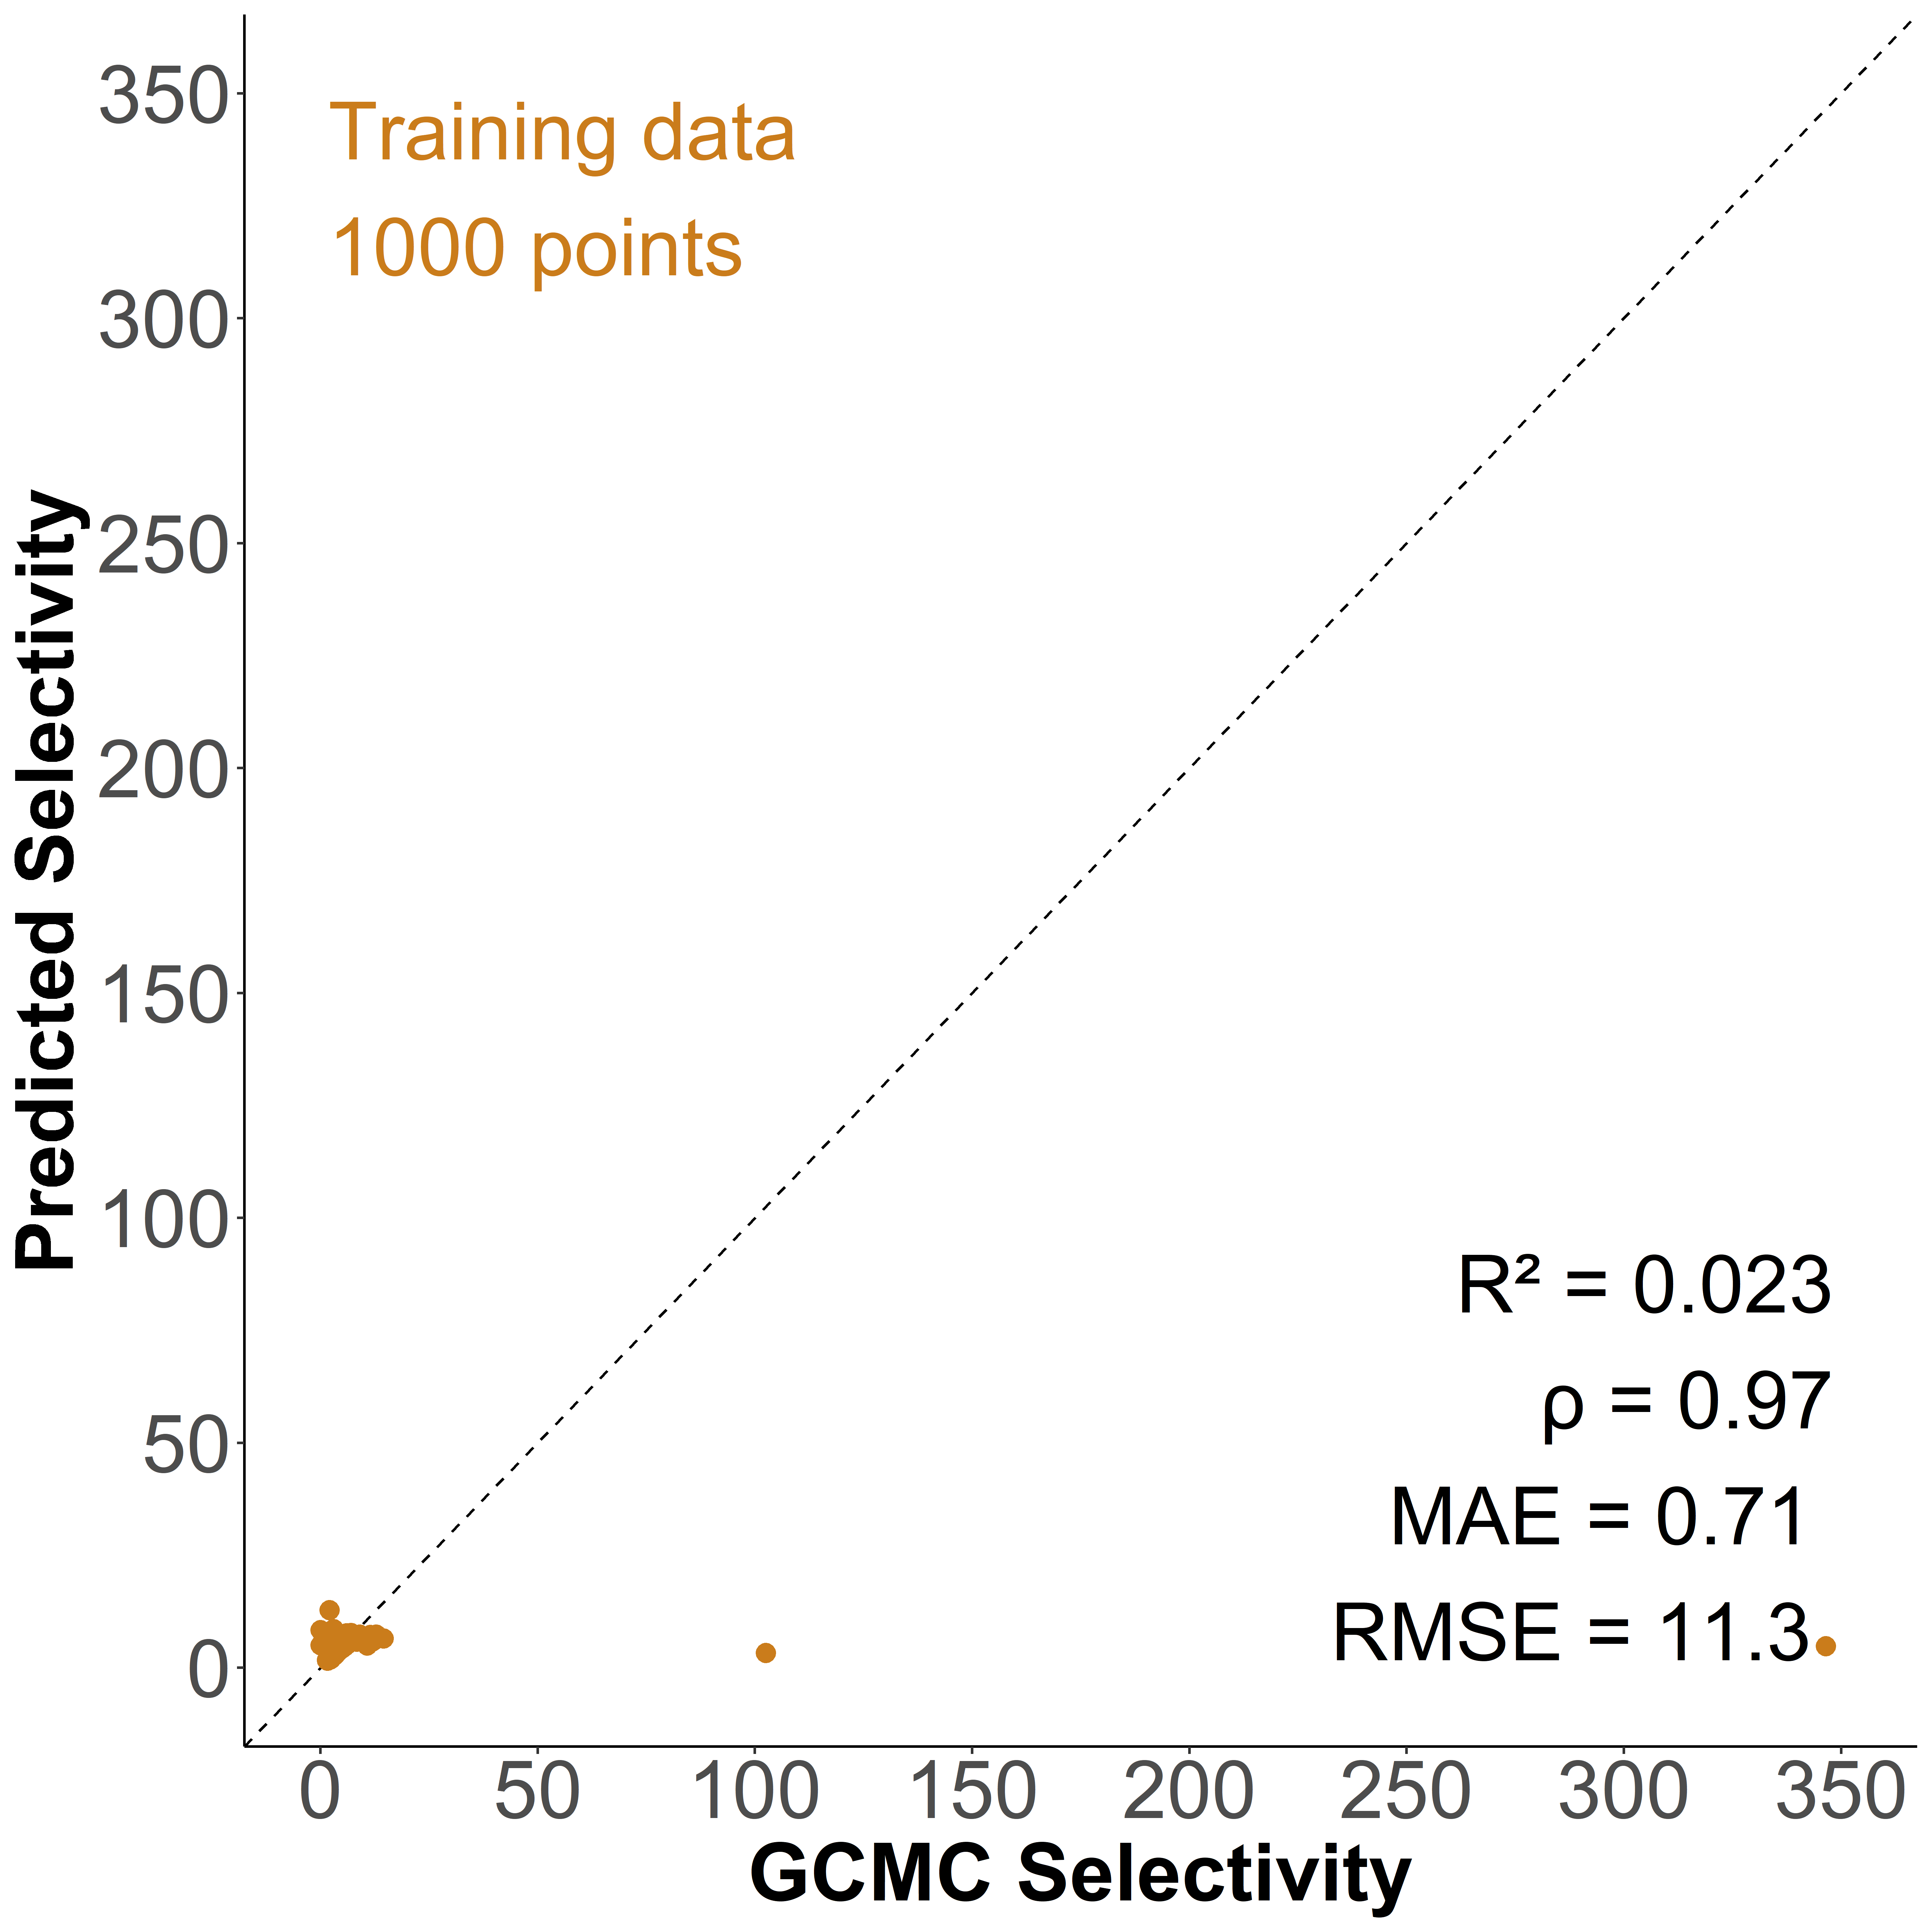 Training data
1000 points
Predicted Selectivity
350
300
250
200
150
100
50
0
R² = 0.023
ρ = 0.97
MAE = 0.71
RMSE = 11.3
0 50 100 150 200 250 300 350
GCMC Selectivity